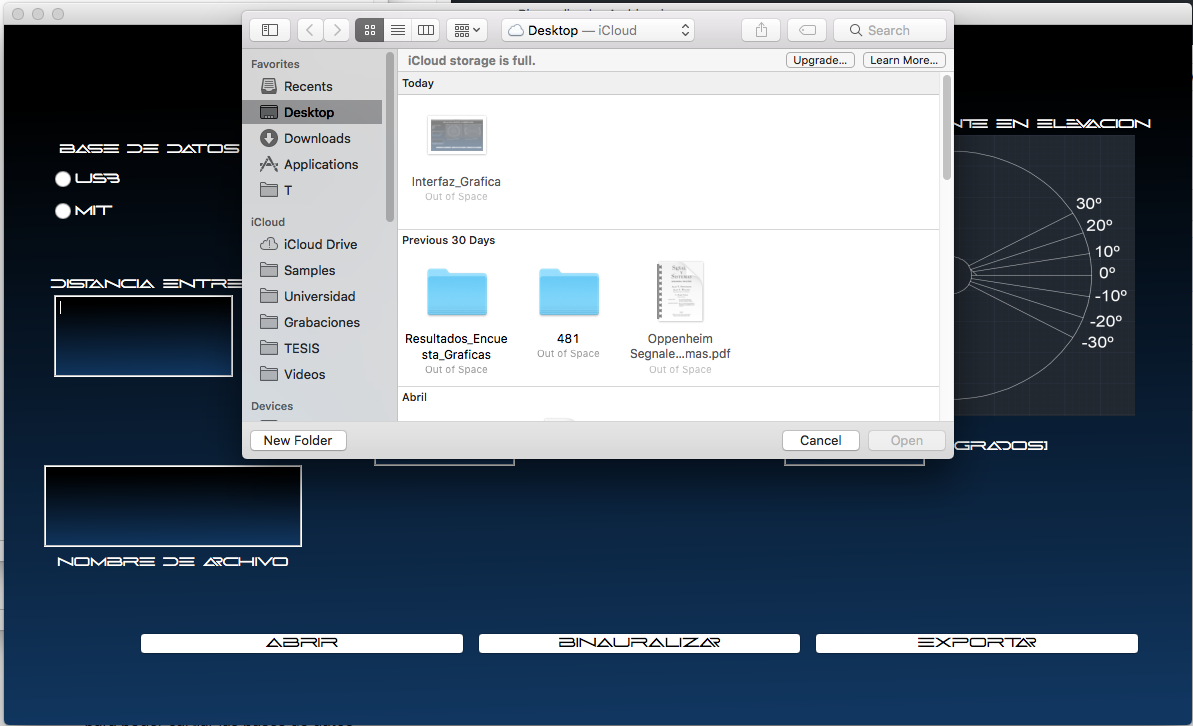 Desktop — iCloud
Search
Favorites
Recents
Desktop
Downloads
Applications
T
iCloud
iCloud Drive
Samples
Universidad
Grabaciones
TESIS
Videos
Devices
iCloud storage is full.
Upgrade...
Learn More...
Today
Interfaz_Grafica
Out of Space
Previous 30 Days
Resultados_Encue
sta_Graficas
Out of Space
481
Out of Space
Oppenheim
Segnale...mas.pdf
Out of Space
Abril
New Folder
Cancel
Open
BASE DE DATOS
USB
MIT
DISTANCIA ENTRE
NTE EN ELEVACION
30º
20º
10º
0º
-10º
-20º
-30º
GRADOS]
NOMBRE DE ARCHIVO
ABRIR
BINAURALIZAR
EXPORTAR